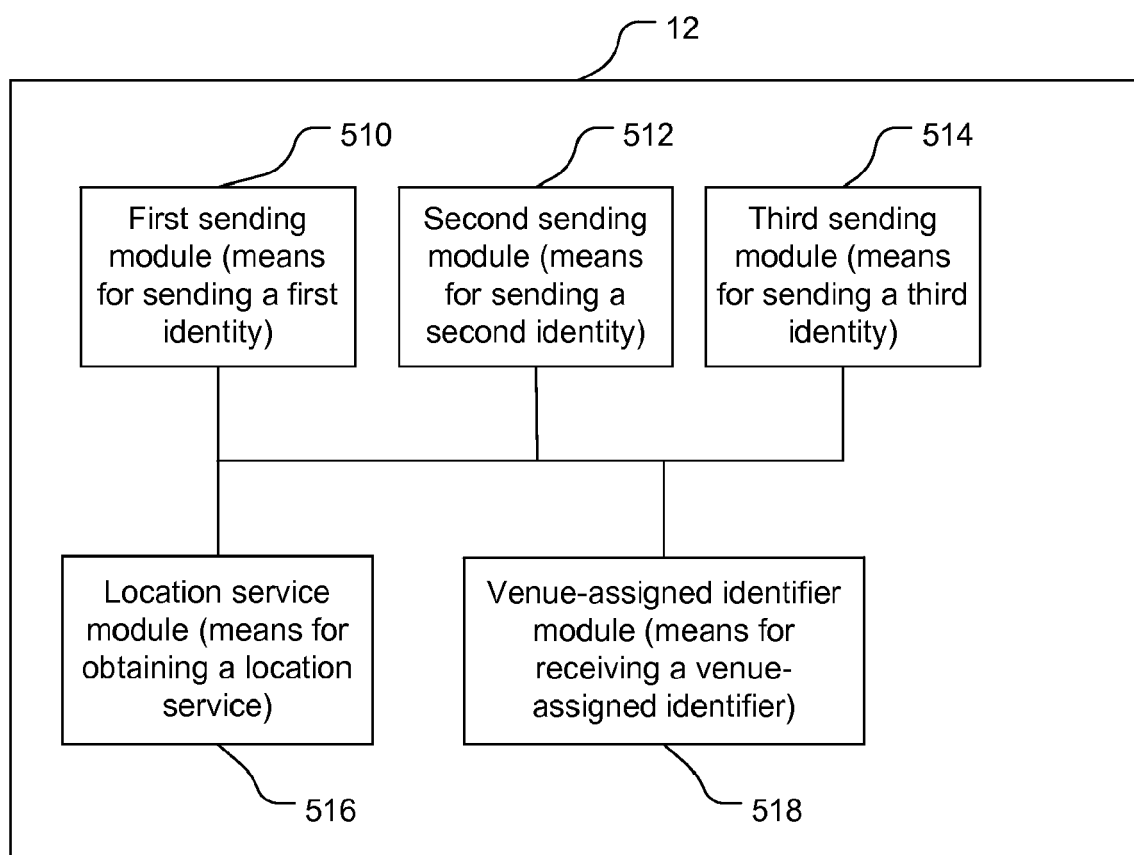 12
510
512
514
First sending
module (means
for sending a first
identity)
Second sending
module (means
for sending a
second identity)
Third sending
module (means
for sending a third
identity)
Location service
module (means for
obtaining a location
service)
Venue-assigned identifier
module (means for
receiving a venue-
assigned identifier)
516
518